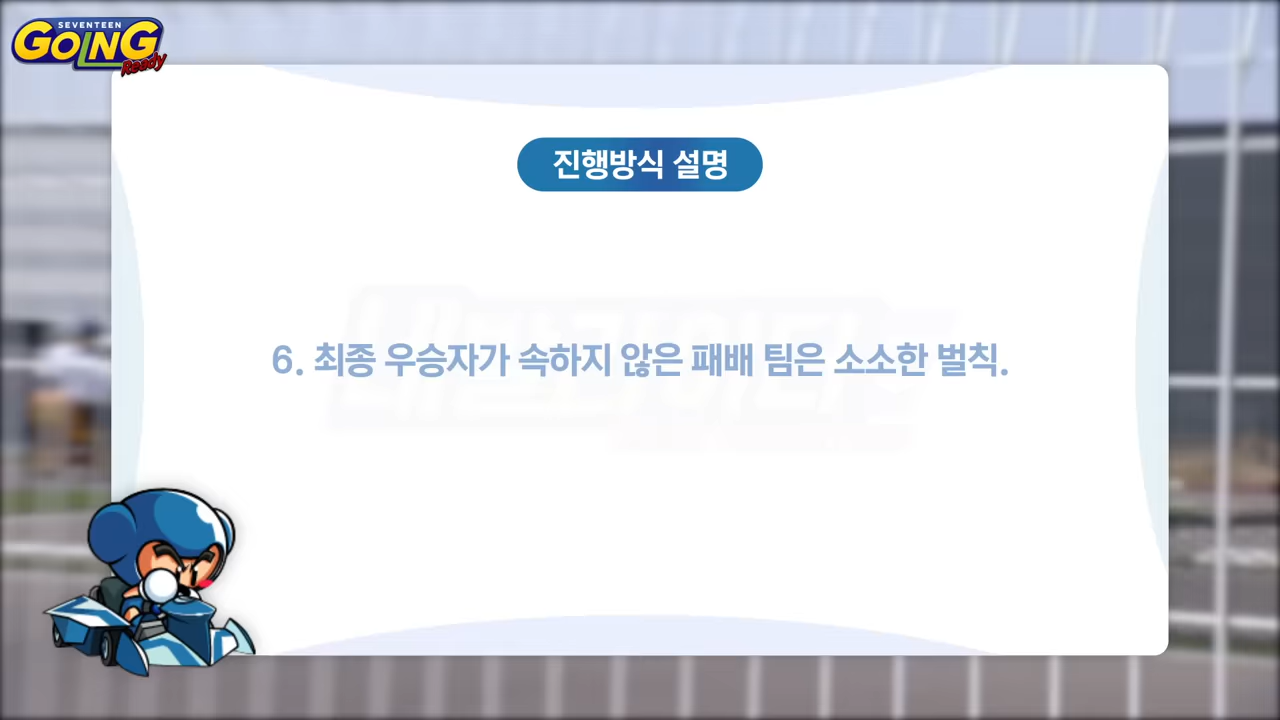 SEVENTEEN
GOING
Ready
진행방식 설명
6. 최종 우승자가 속하지 않은 패배 팀은 소소한 벌칙.